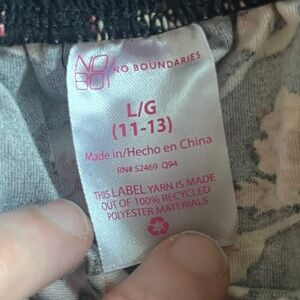 NO
BO
NO BOUNDARIES
L/G
(11-13)
Made in/Hecho en China
RN# 52469 Q94
THIS LABEL YARN IS MADE
OUT OF 100% RECYCLED
POLYESTER MATERIALS